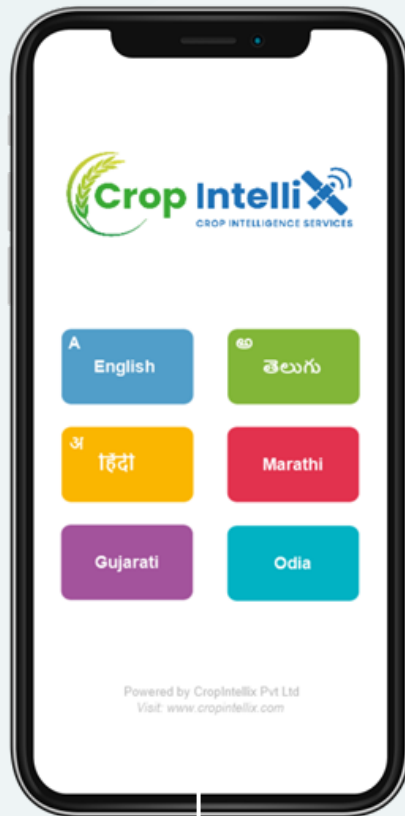 Crop IntelliX
CROP INTELLIGENCE SERVICES
A
English
అ
తెలుగు
अ
हिंदी
Marathi
Gujarati
Odia
Powered by CropIntellix Pvt Ltd
Visit: www.cropintellix.com